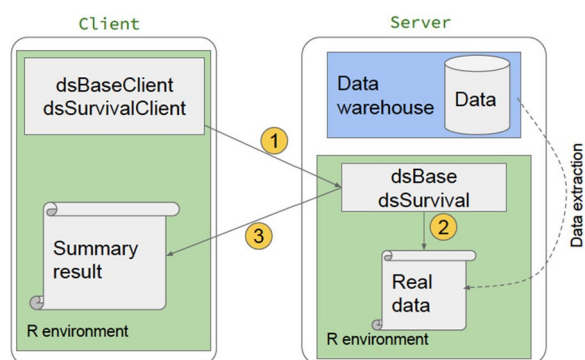 Client
dsBaseClient
dsSurvivalClient
1
3
Summary
result
R environment
Server
Data
warehouse
Data
dsBase
dsSurvival
2
Real
data
R environment
Data extraction